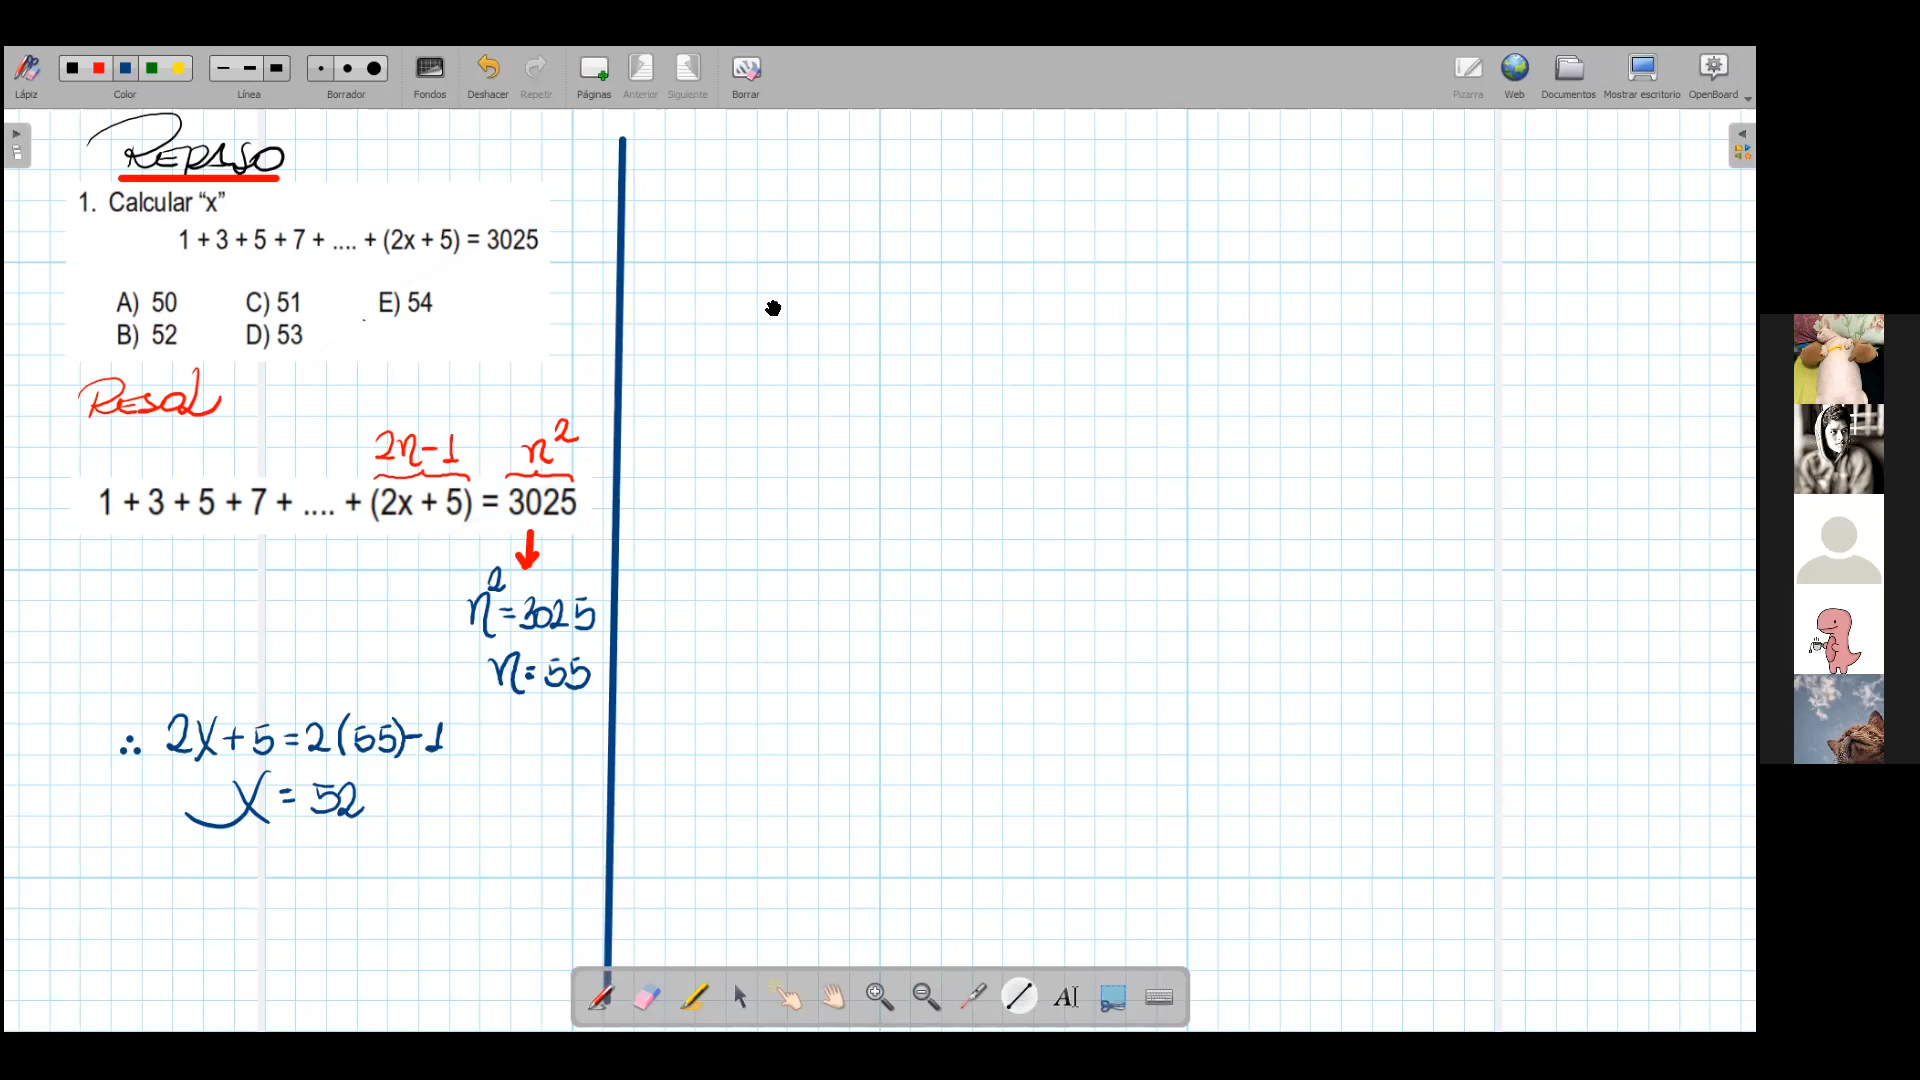 Lápiz Color Línea Borrador Fondos Deshacer Repetir Páginas Anterior Siguiente Borrar Pizarra Web Documentos Mostrar escritorio OpenBoard
REPASO
1. Calcular “x”
1 + 3 + 5 + 7 + .... + (2x + 5) = 3025
A) 50 C) 51 E) 54
B) 52 D) 53
RESOL
2n-1 n²
1 + 3 + 5 + 7 + .... + (2x + 5) = 3025
n² = 3025
n = 55
∴ 2x + 5 = 2(55) - 1
x = 52
AI